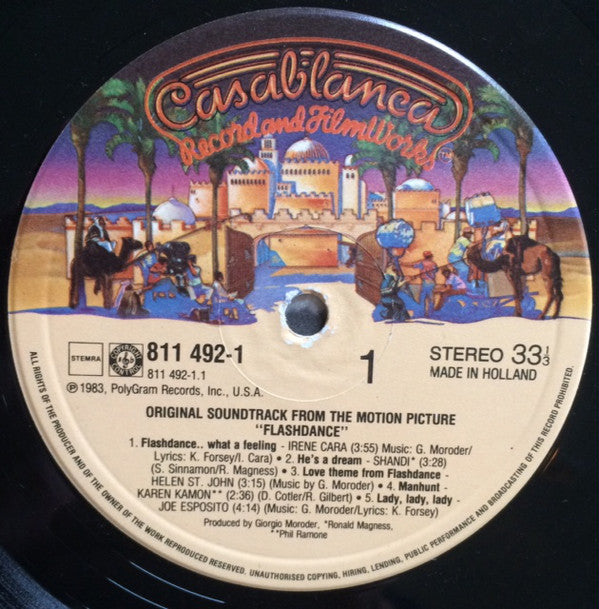 Casablanca
Record and FilmWorks™
STEMRA
COPYRIGHT CONTROL
811 492-1
811 492-1.1
℗ 1983, PolyGram Records, Inc., U.S.A.
1
STEREO 33 1/3
MADE IN HOLLAND
ORIGINAL SOUNDTRACK FROM THE MOTION PICTURE
"FLASHDANCE"
1. Flashdance.. what a feeling - IRENE CARA (3:55) Music: G. Moroder/
Lyrics: K. Forsey/I. Cara) • 2. He's a dream - SHANDI* (3:28)
(S. Sinnamon/R. Magness) • 3. Love theme from Flashdance -
HELEN ST. JOHN (3:15) (Music by G. Moroder) • 4. Manhunt -
KAREN KAMON** (2:36) (D. Cotler/R. Gilbert) • 5. Lady, lady, lady -
JOE ESPOSITO (4:14) (Music: G. Moroder/Lyrics: K. Forsey)
Produced by Giorgio Moroder, *Ronald Magness,
**Phil Ramone
ALL RIGHTS OF THE PRODUCER AND OF THE OWNER OF THE WORK REPRODUCED RESERVED. UNAUTHORISED COPYING, HIRING, LENDING, PUBLIC PERFORMANCE AND BROADCASTING OF THIS RECORD PROHIBITED.